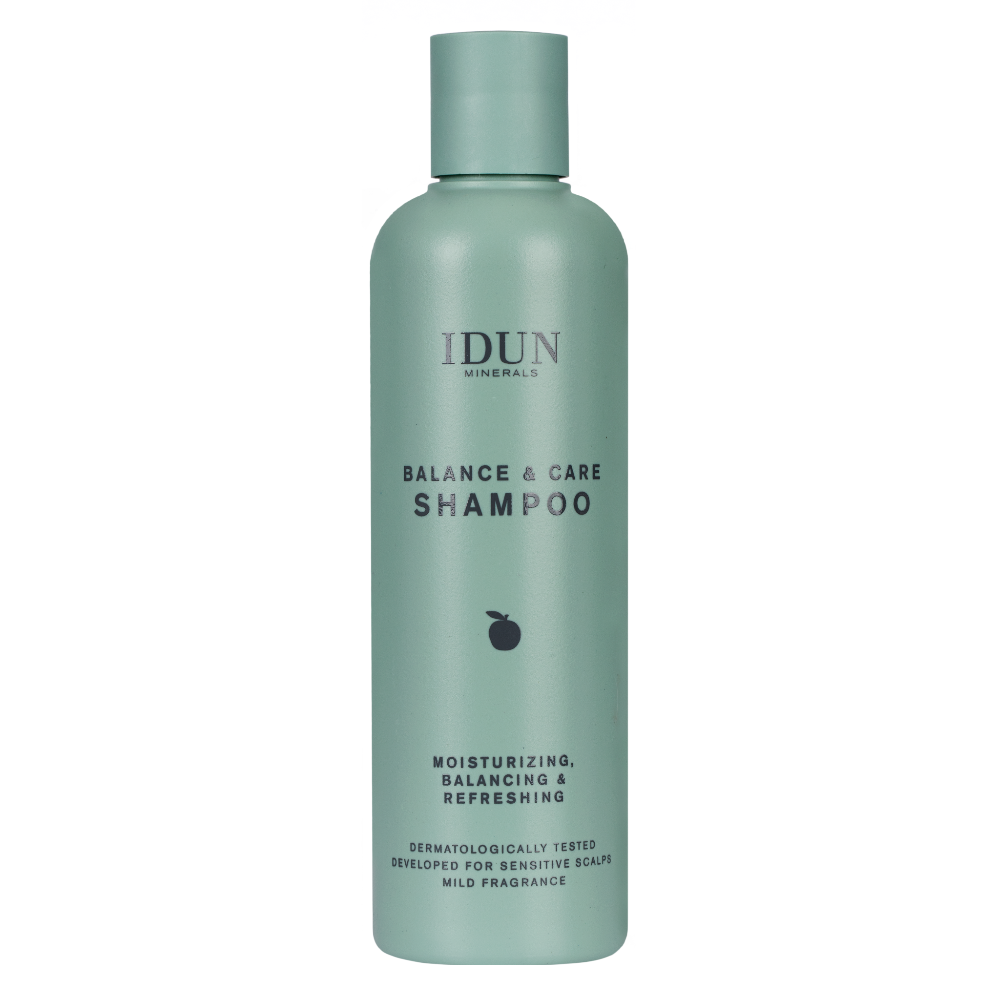 IDUN
MINERALS
BALANCE & CARE
SHAMPOO
MOISTURIZING,
BALANCING &
REFRESHING
DERMATOLOGICALLY TESTED
DEVELOPED FOR SENSITIVE SCALPS
MILD FRAGRANCE